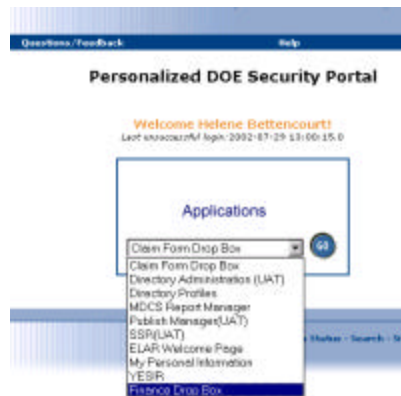 Questions/Feedback Help
Personalized DOE Security Portal
Welcome Helene Bettencourt!
Last unsuccessful login:2002-07-29 13:00:15.0
Applications
Claim Form Drop Box GO
Claim Form Drop Box
Directory Administration (UAT)
Directory Profiles
MDCS Report Manager
Publish Manager(UAT)
SSR(UAT)
ELAR Welcome Page
My Personal Information
YESIR
Finance Drop Box
Status - Search -